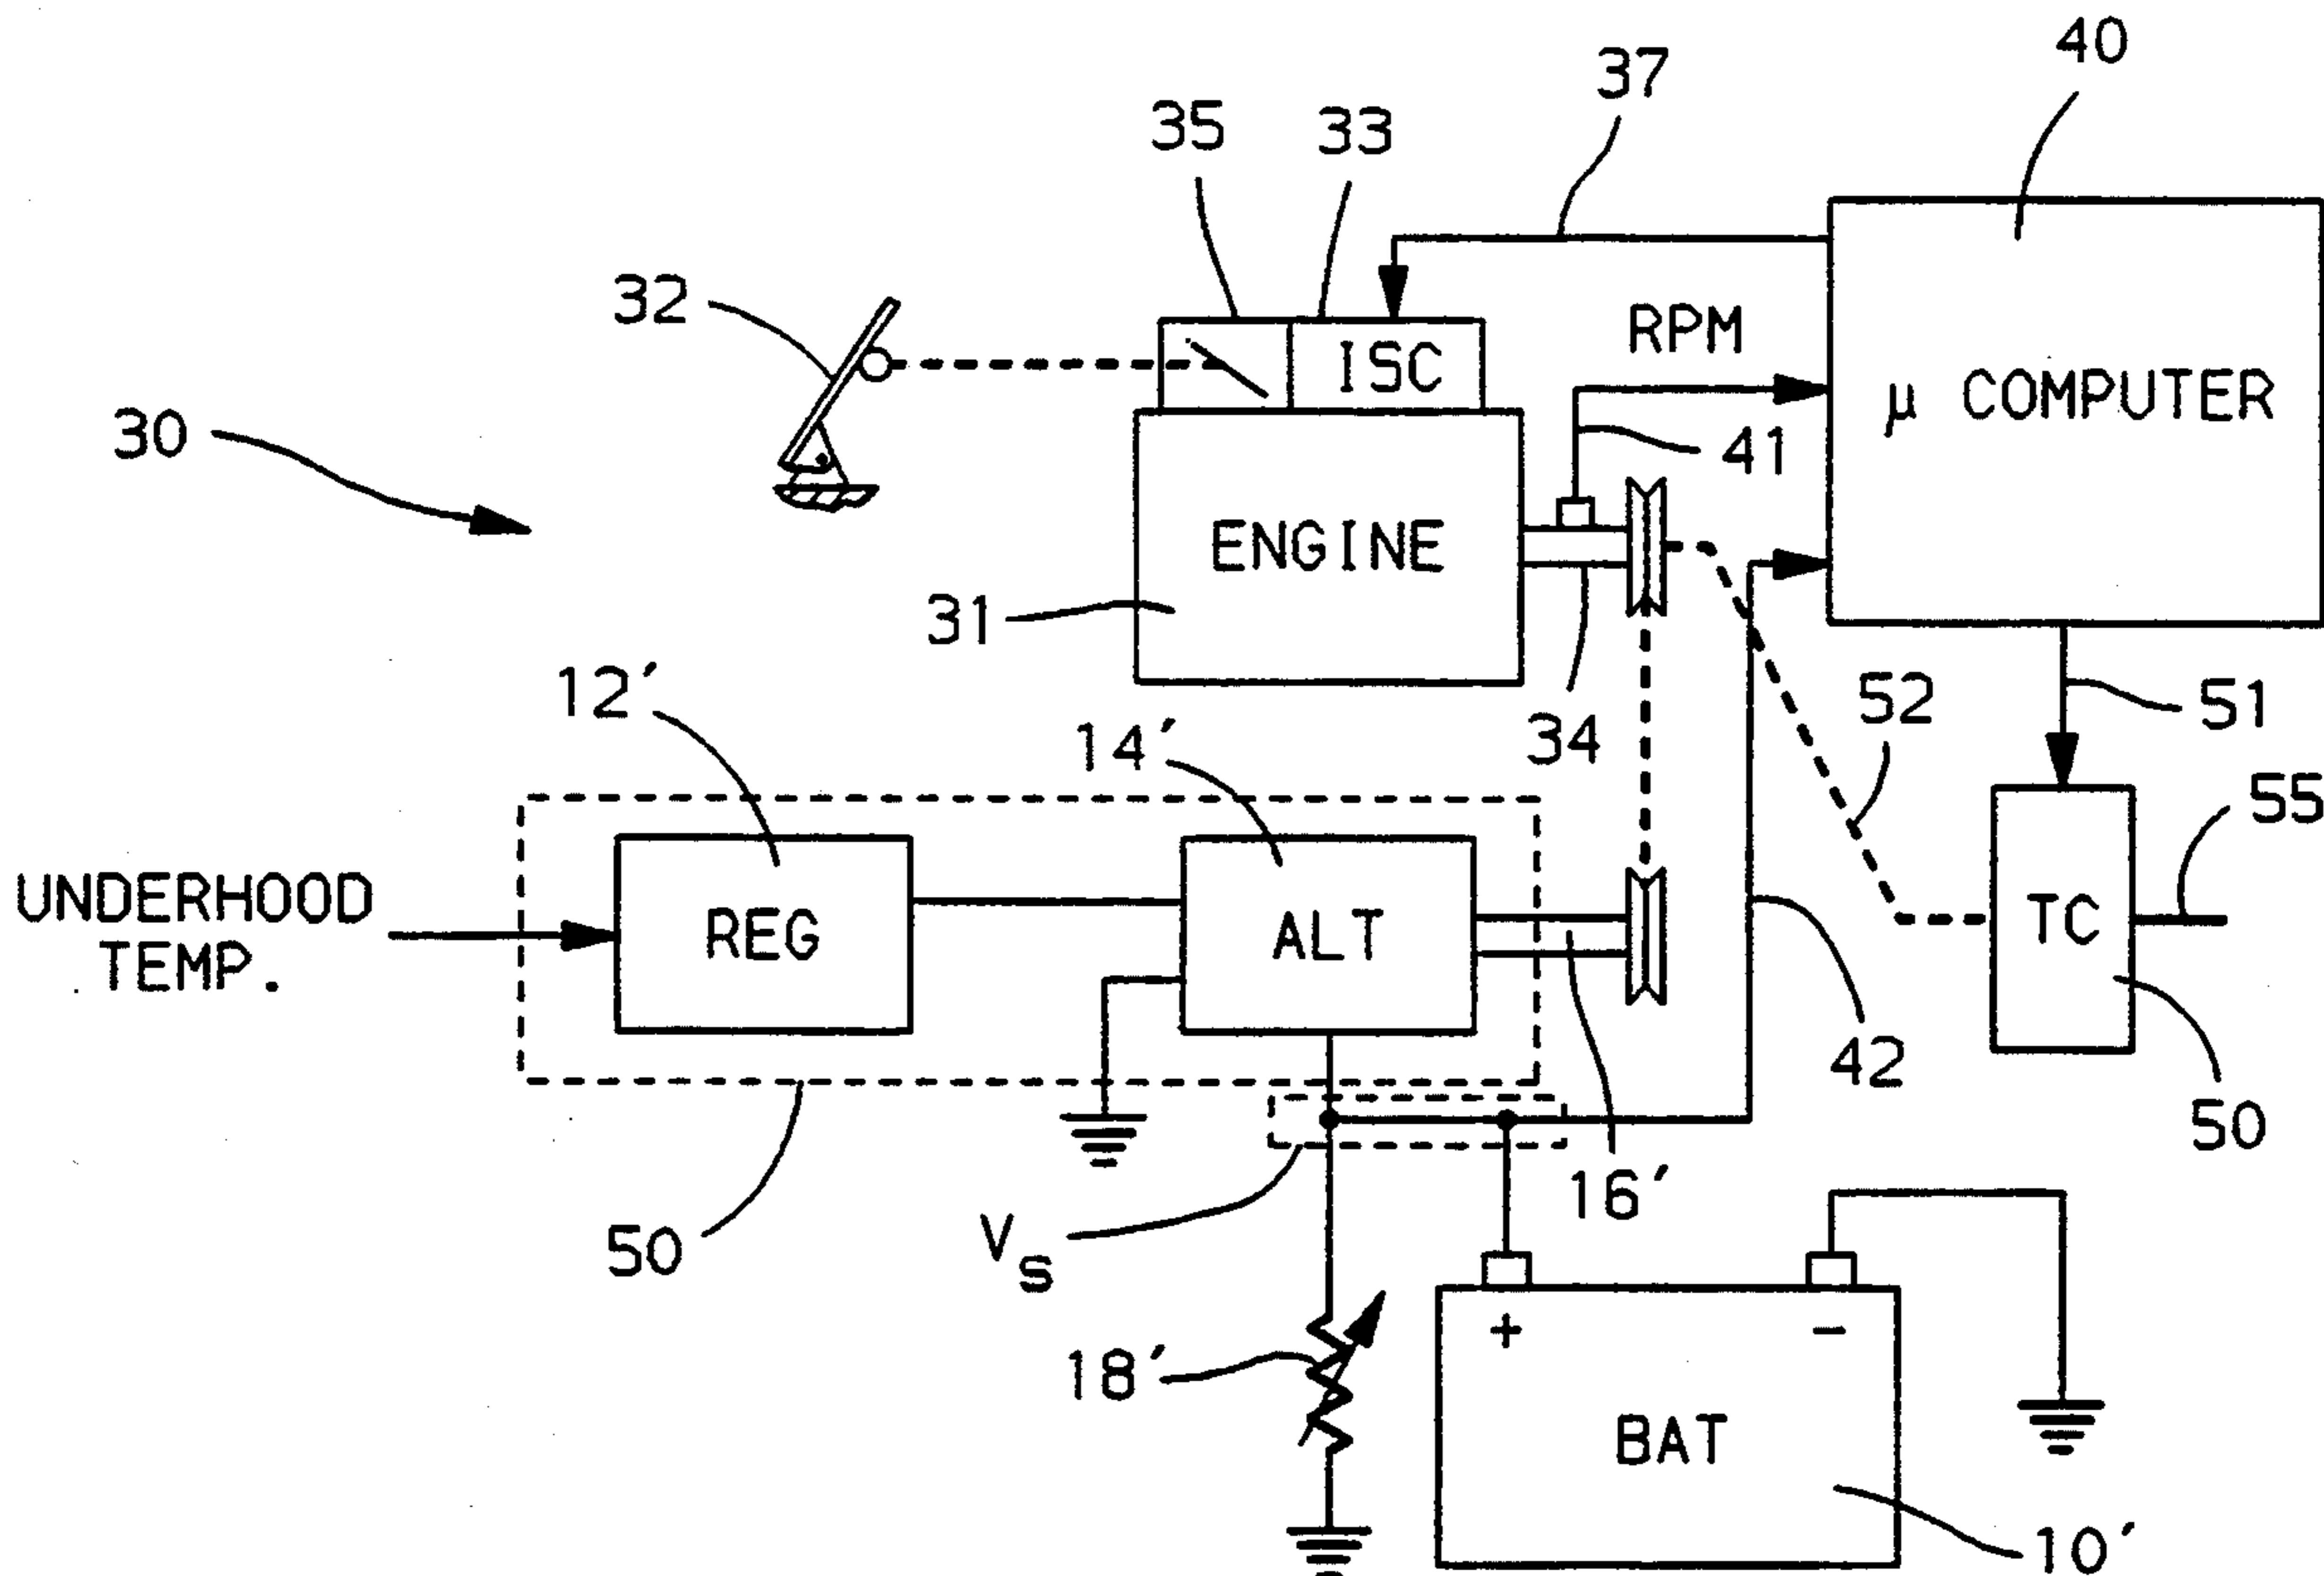 40
37
35
33
32
RPM
ISC
µ COMPUTER
30
41
ENGINE
31
12'
52
51
34
14'
55
UNDERHOOD
TEMP.
REG
ALT
TC
42
50
16'
50
Vs
+
-
18'
BAT
10'